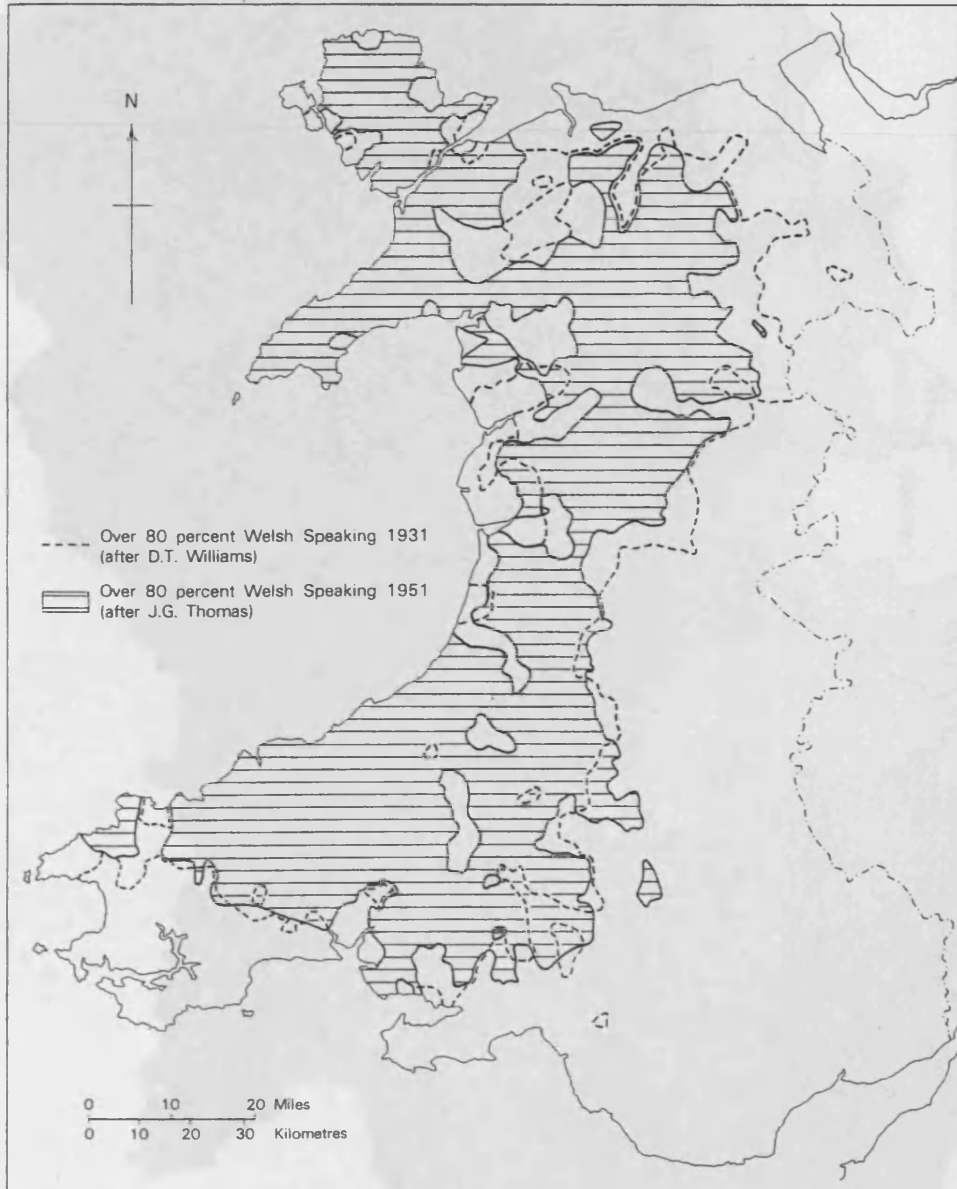 N
Over 80 percent Welsh Speaking 1931
(after D.T. Williams)
Over 80 percent Welsh Speaking 1951
(after J.G. Thomas)
0 10 20 Miles
0 10 20 30 Kilometres